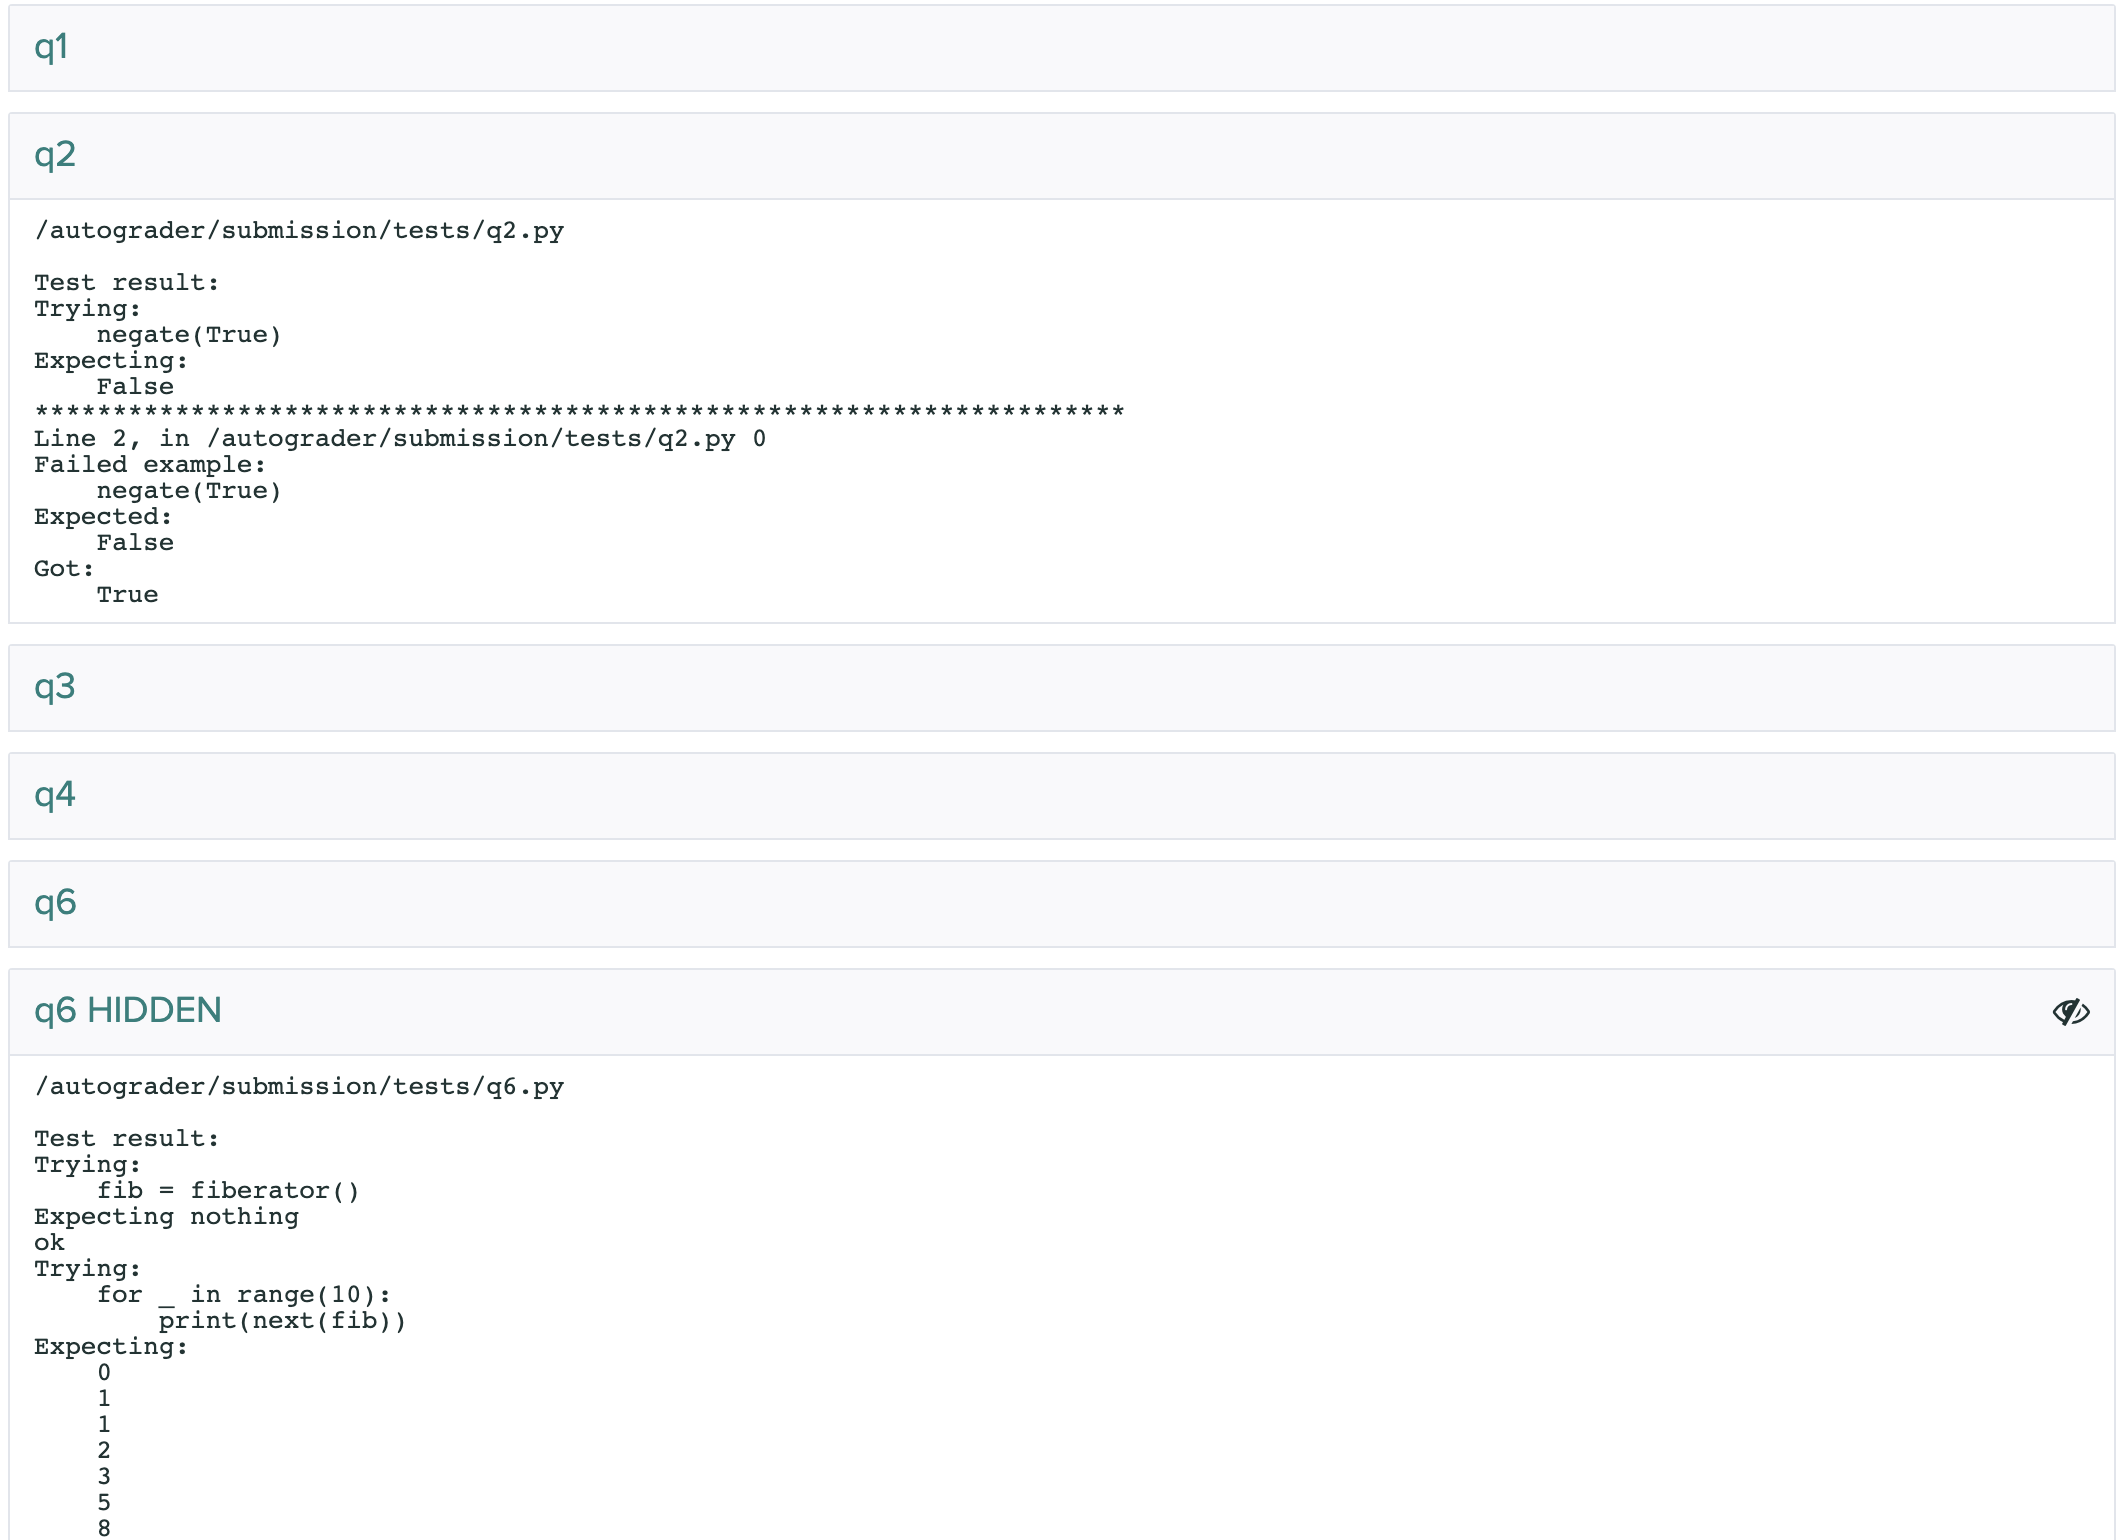 q1
q2
/autograder/submission/tests/q2.py
Test result:
Trying:
    negate(True)
Expecting:
    False
**********************************************************************
Line 2, in /autograder/submission/tests/q2.py 0
Failed example:
    negate(True)
Expected:
    False
Got:
    True
q3
q4
q6
q6 HIDDEN
/autograder/submission/tests/q6.py
Test result:
Trying:
    fib = fiberator()
Expecting nothing
ok
Trying:
    for _ in range(10):
        print(next(fib))
Expecting:
    0
    1
    1
    2
    3
    5
    8